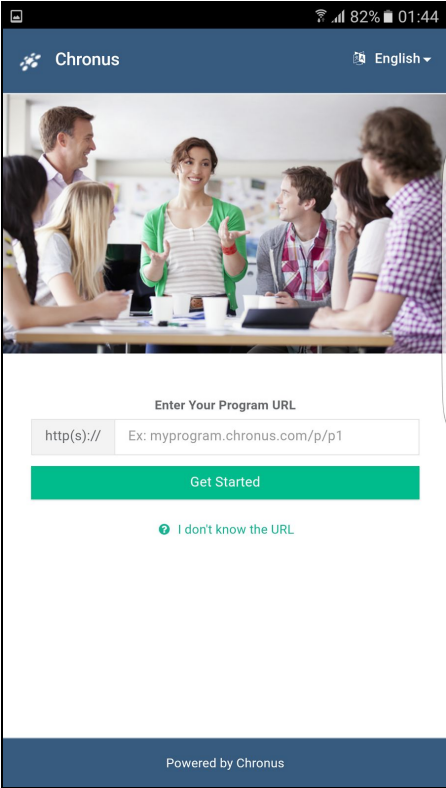 82% 01:44
Chronus
English
Enter Your Program URL
http(s)://
Ex: myprogram.chronus.com/p/p1
Get Started
I don't know the URL
Powered by Chronus